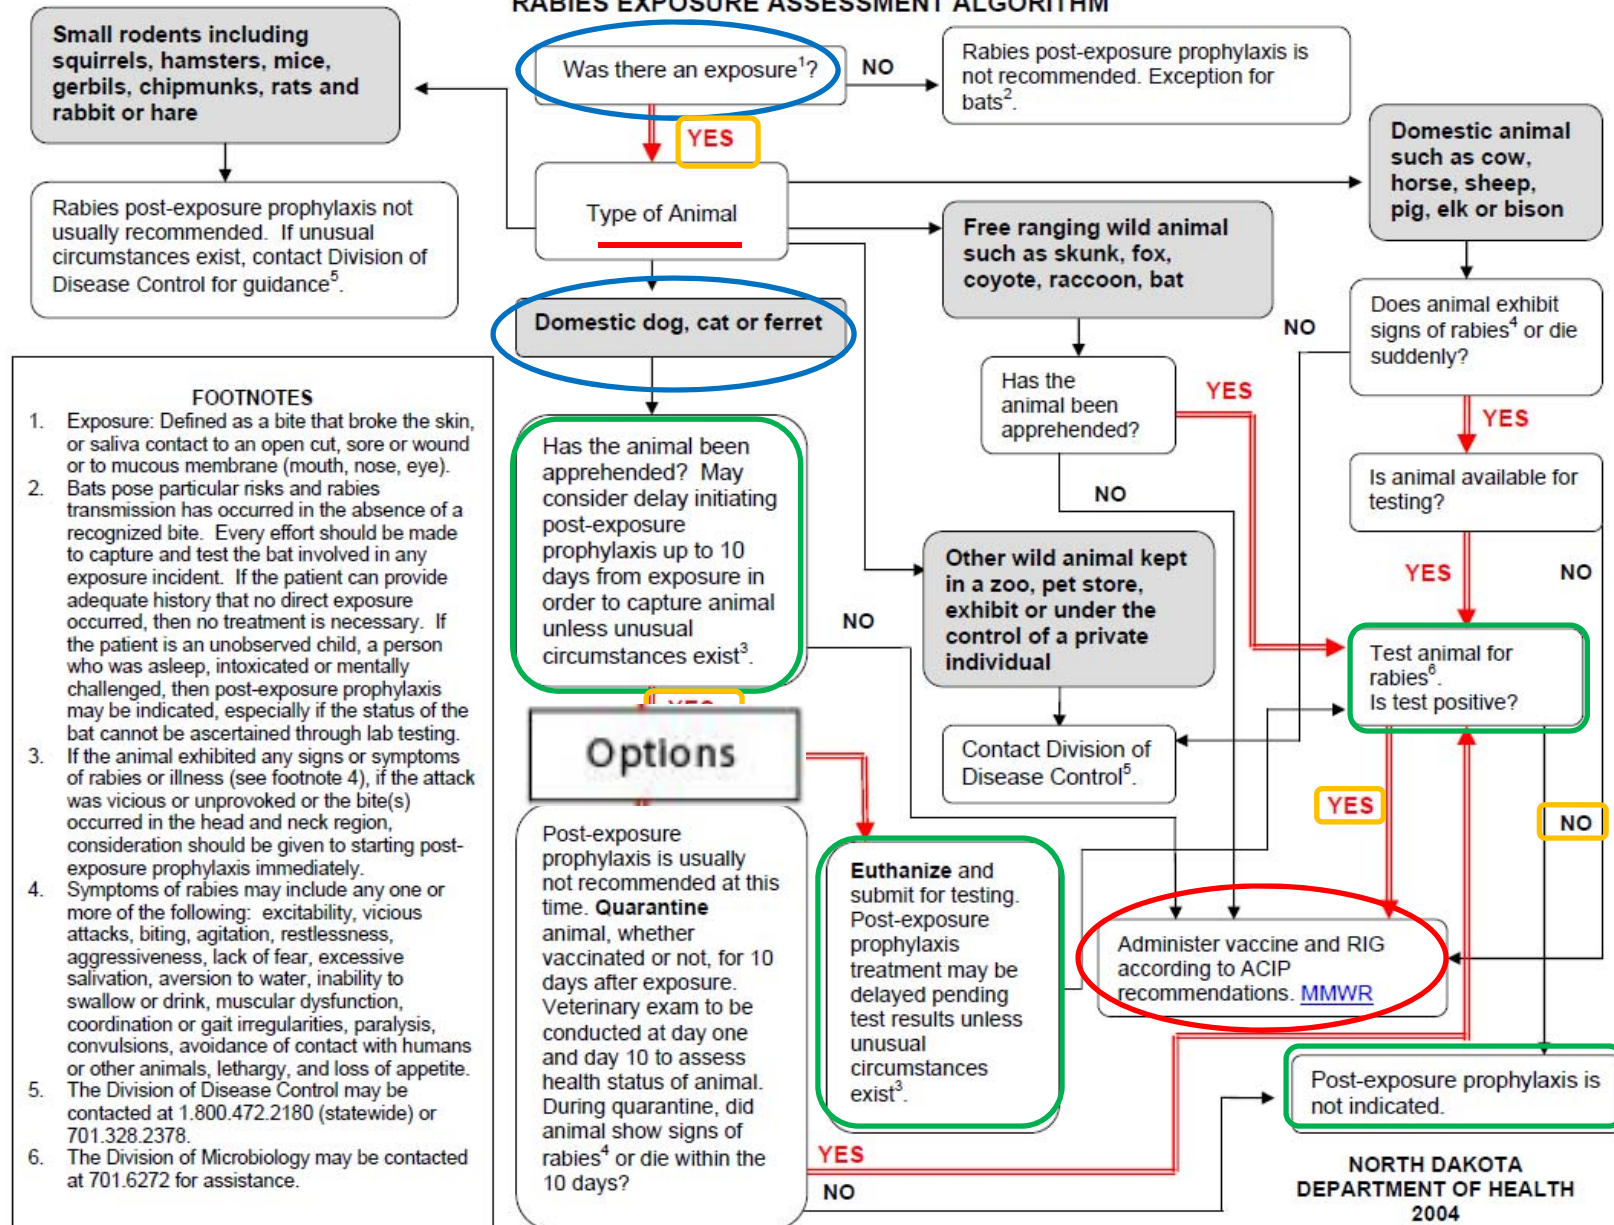 RABIES EXPOSURE ASSESSMENT ALGORITHM
Small rodents including
squirrels, hamsters, mice,
gerbils, chipmunks, rats and
rabbit or hare
Was there an exposure1?
NO
Rabies post-exposure prophylaxis is
not recommended. Exception for
bats2.
YES
Domestic animal
such as cow,
horse, sheep,
pig, elk or bison
Rabies post-exposure prophylaxis not
usually recommended. If unusual
circumstances exist, contact Division of
Disease Control for guidance5.
Type of Animal
Free ranging wild animal
such as skunk, fox,
coyote, raccoon, bat
Domestic dog, cat or ferret
Does animal exhibit
signs of rabies4 or die
suddenly?
NO
YES
Has the
animal been
apprehended?
YES
NO
Is animal available for
testing?
YES
NO
FOOTNOTES
1. Exposure: Defined as a bite that broke the skin,
or saliva contact to an open cut, sore or wound
or to mucous membrane (mouth, nose, eye).
2. Bats pose particular risks and rabies
transmission has occurred in the absence of a
recognized bite. Every effort should be made
to capture and test the bat involved in any
exposure incident. If the patient can provide
adequate history that no direct exposure
occurred, then no treatment is necessary. If
the patient is an unobserved child, a person
who was asleep, intoxicated or mentally
challenged, then post-exposure prophylaxis
may be indicated, especially if the status of the
bat cannot be ascertained through lab testing.
3. If the animal exhibited any signs or symptoms
of rabies or illness (see footnote 4), if the attack
was vicious or unprovoked or the bite(s)
occurred in the head and neck region,
consideration should be given to starting post-
exposure prophylaxis immediately.
4. Symptoms of rabies may include any one or
more of the following: excitability, vicious
attacks, biting, agitation, restlessness,
aggressiveness, lack of fear, excessive
salivation, aversion to water, inability to
swallow or drink, muscular dysfunction,
coordination or gait irregularities, paralysis,
convulsions, avoidance of contact with humans
or other animals, lethargy, and loss of appetite.
5. The Division of Disease Control may be
contacted at 1.800.472.2180 (statewide) or
701.328.2378.
6. The Division of Microbiology may be contacted
at 701.6272 for assistance.
Has the animal been
apprehended? May
consider delay initiating
post-exposure
prophylaxis up to 10
days from exposure in
order to capture animal
unless unusual
circumstances exist3.
NO
YES
Other wild animal kept
in a zoo, pet store,
exhibit or under the
control of a private
individual
Test animal for
rabies6.
Is test positive?
Contact Division of
Disease Control5.
YES
NO
Options
Post-exposure
prophylaxis is usually
not recommended at this
time. Quarantine
animal, whether
vaccinated or not, for 10
days after exposure.
Veterinary exam to be
conducted at day one
and day 10 to assess
health status of animal.
During quarantine, did
animal show signs of
rabies4 or die within the
10 days?
YES
NO
Euthanize and
submit for testing.
Post-exposure
prophylaxis
treatment may be
delayed pending
test results unless
unusual
circumstances
exist3.
Administer vaccine and RIG
according to ACIP
recommendations. MMWR
Post-exposure prophylaxis is
not indicated.
NORTH DAKOTA
DEPARTMENT OF HEALTH
2004